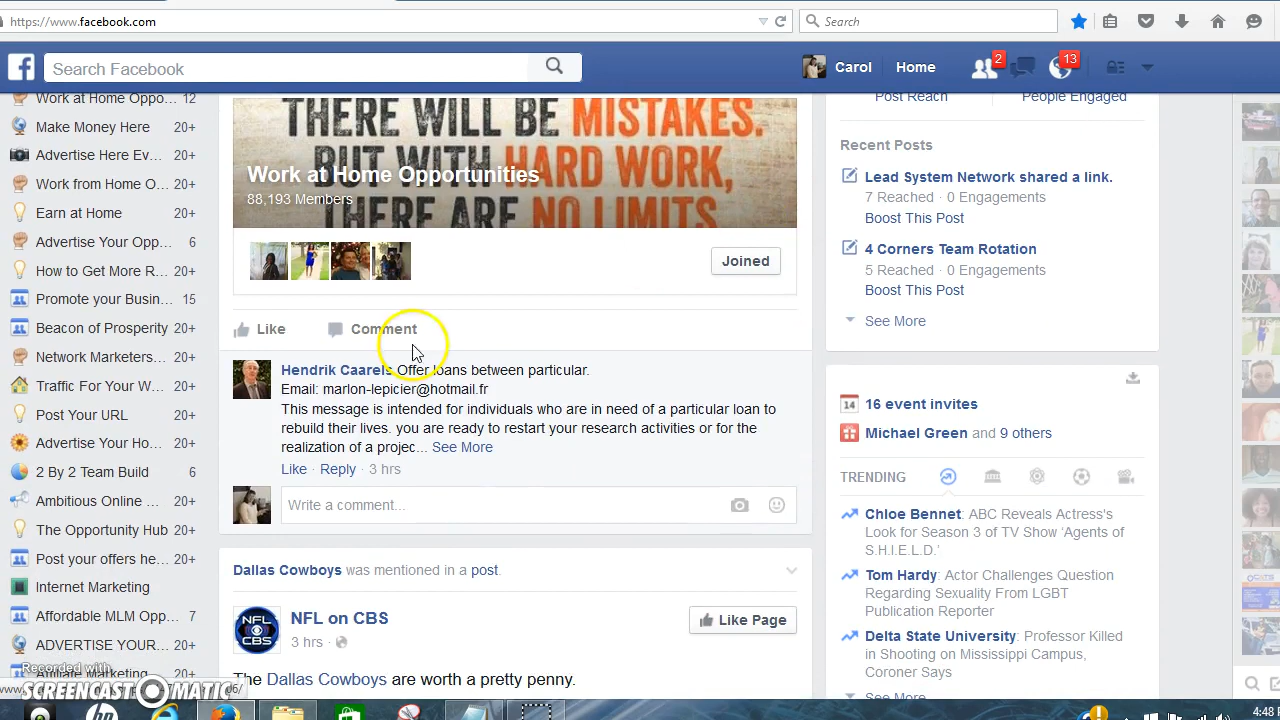 https://www.facebook.com
Search
Search Facebook
Carol
Home
2
13
Work at Home Oppo... 12
Make Money Here 20+
Advertise Here Ev... 20+
Work from Home O... 20+
Earn at Home 20+
Advertise Your Opp... 6
How to Get More R... 20+
Promote your Busin... 15
Beacon of Prosperity 20+
Network Marketers... 20+
Traffic For Your W... 20+
Post Your URL 20+
Advertise Your Ho... 20+
2 By 2 Team Build 6
Ambitious Online ... 20+
The Opportunity Hub 20+
Post your offers he... 20+
Internet Marketing 20+
Affordable MLM Opp... 7
ADVERTISE YOUR... 20+
Affiliate Marketing 20+
THERE WILL BE MISTAKES.
BUT WITH HARD WORK,
THERE ARE NO LIMITS
Work at Home Opportunities
88,193 Members
Joined
Like
Comment
Hendrik Caarels Offer loans between particular.
Email: marlon-lepicier@hotmail.fr
This message is intended for individuals who are in need of a particular loan to
rebuild their lives. you are ready to restart your research activities or for the
realization of a projec... See More
Like · Reply · 3 hrs
Write a comment...
Dallas Cowboys was mentioned in a post.
NFL on CBS
3 hrs ·
Like Page
The Dallas Cowboys are worth a pretty penny.
Post Reach
People Engaged
Recent Posts
Lead System Network shared a link.
7 Reached · 0 Engagements
Boost This Post
4 Corners Team Rotation
5 Reached · 0 Engagements
Boost This Post
See More
14
16 event invites
Michael Green and 9 others
TRENDING
Chloe Bennet: ABC Reveals Actress's
Look for Season 3 of TV Show 'Agents of
S.H.I.E.L.D.'
Tom Hardy: Actor Challenges Question
Regarding Sexuality From LGBT
Publication Reporter
Delta State University: Professor Killed
in Shooting on Mississippi Campus,
Coroner Says
See More
Recorded with
SCREENCAST MATIC
4:48